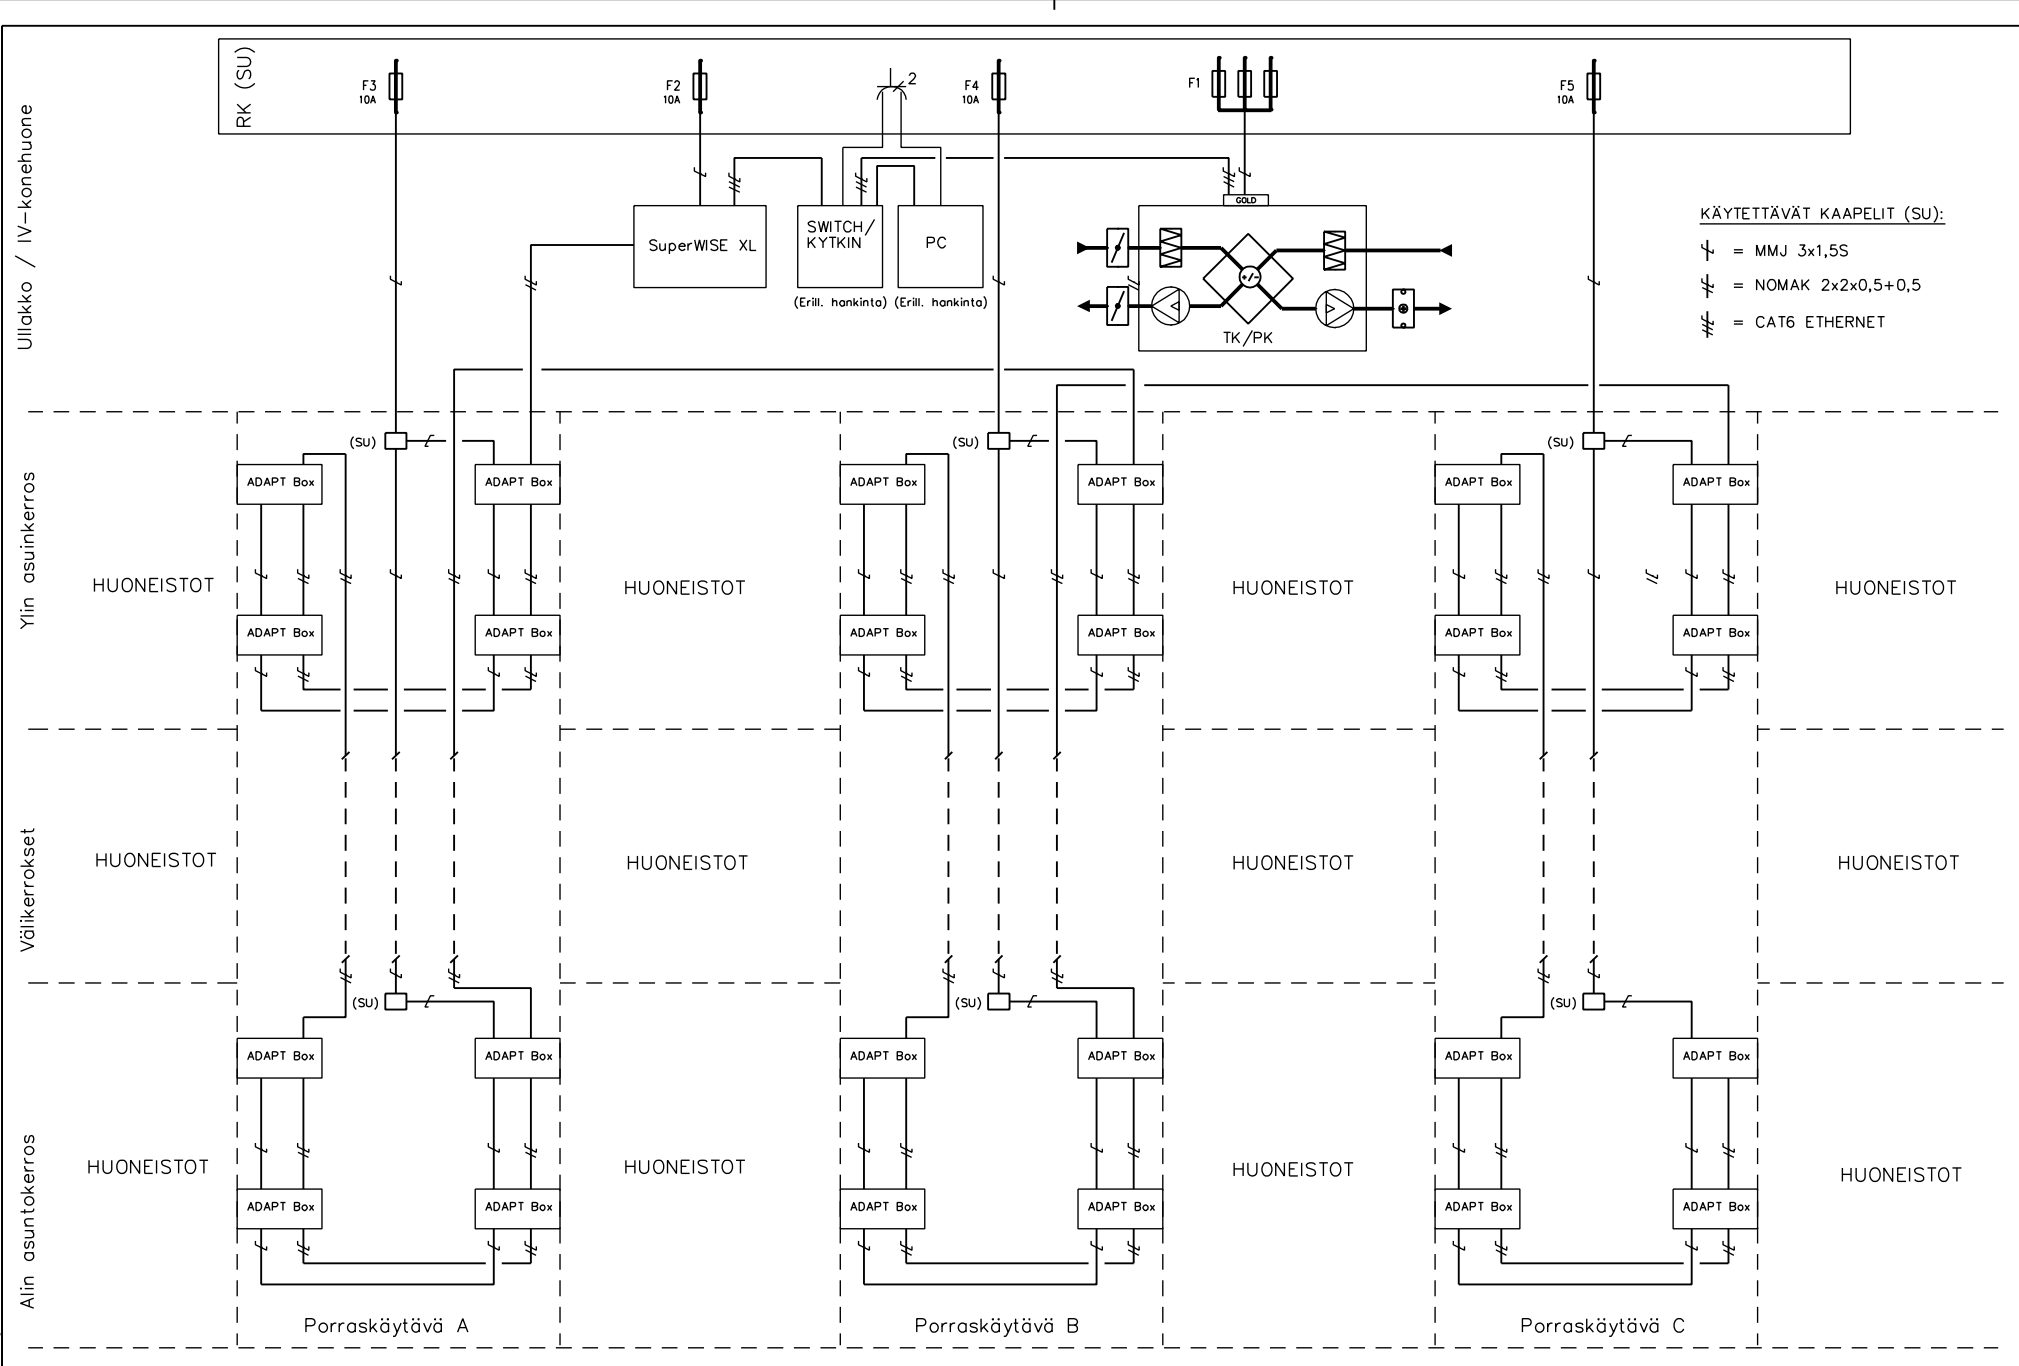 RK (SU)
F3
10A
F2
10A
2
F4
10A
F1
F5
10A
Ullakko / IV-konehuone
SuperWISE XL
SWITCH/
KYTKIN
PC
(Erill. hankinta) (Erill. hankinta)
GOLD
+/-
TK/PK
KÄYTETTÄVÄT KAAPELIT (SU):
= MMJ 3x1,5S
= NOMAK 2x2x0,5+0,5
= CAT6 ETHERNET
Ylin asuinkerros
(SU)
(SU)
(SU)
ADAPT Box
ADAPT Box
ADAPT Box
ADAPT Box
ADAPT Box
ADAPT Box
HUONEISTOT
HUONEISTOT
HUONEISTOT
HUONEISTOT
ADAPT Box
ADAPT Box
ADAPT Box
ADAPT Box
ADAPT Box
ADAPT Box
Välikerrokset
HUONEISTOT
HUONEISTOT
HUONEISTOT
HUONEISTOT
Alin asuntokerros
(SU)
(SU)
(SU)
ADAPT Box
ADAPT Box
ADAPT Box
ADAPT Box
ADAPT Box
ADAPT Box
HUONEISTOT
HUONEISTOT
HUONEISTOT
HUONEISTOT
ADAPT Box
ADAPT Box
ADAPT Box
ADAPT Box
ADAPT Box
ADAPT Box
Porraskäytävä A
Porraskäytävä B
Porraskäytävä C